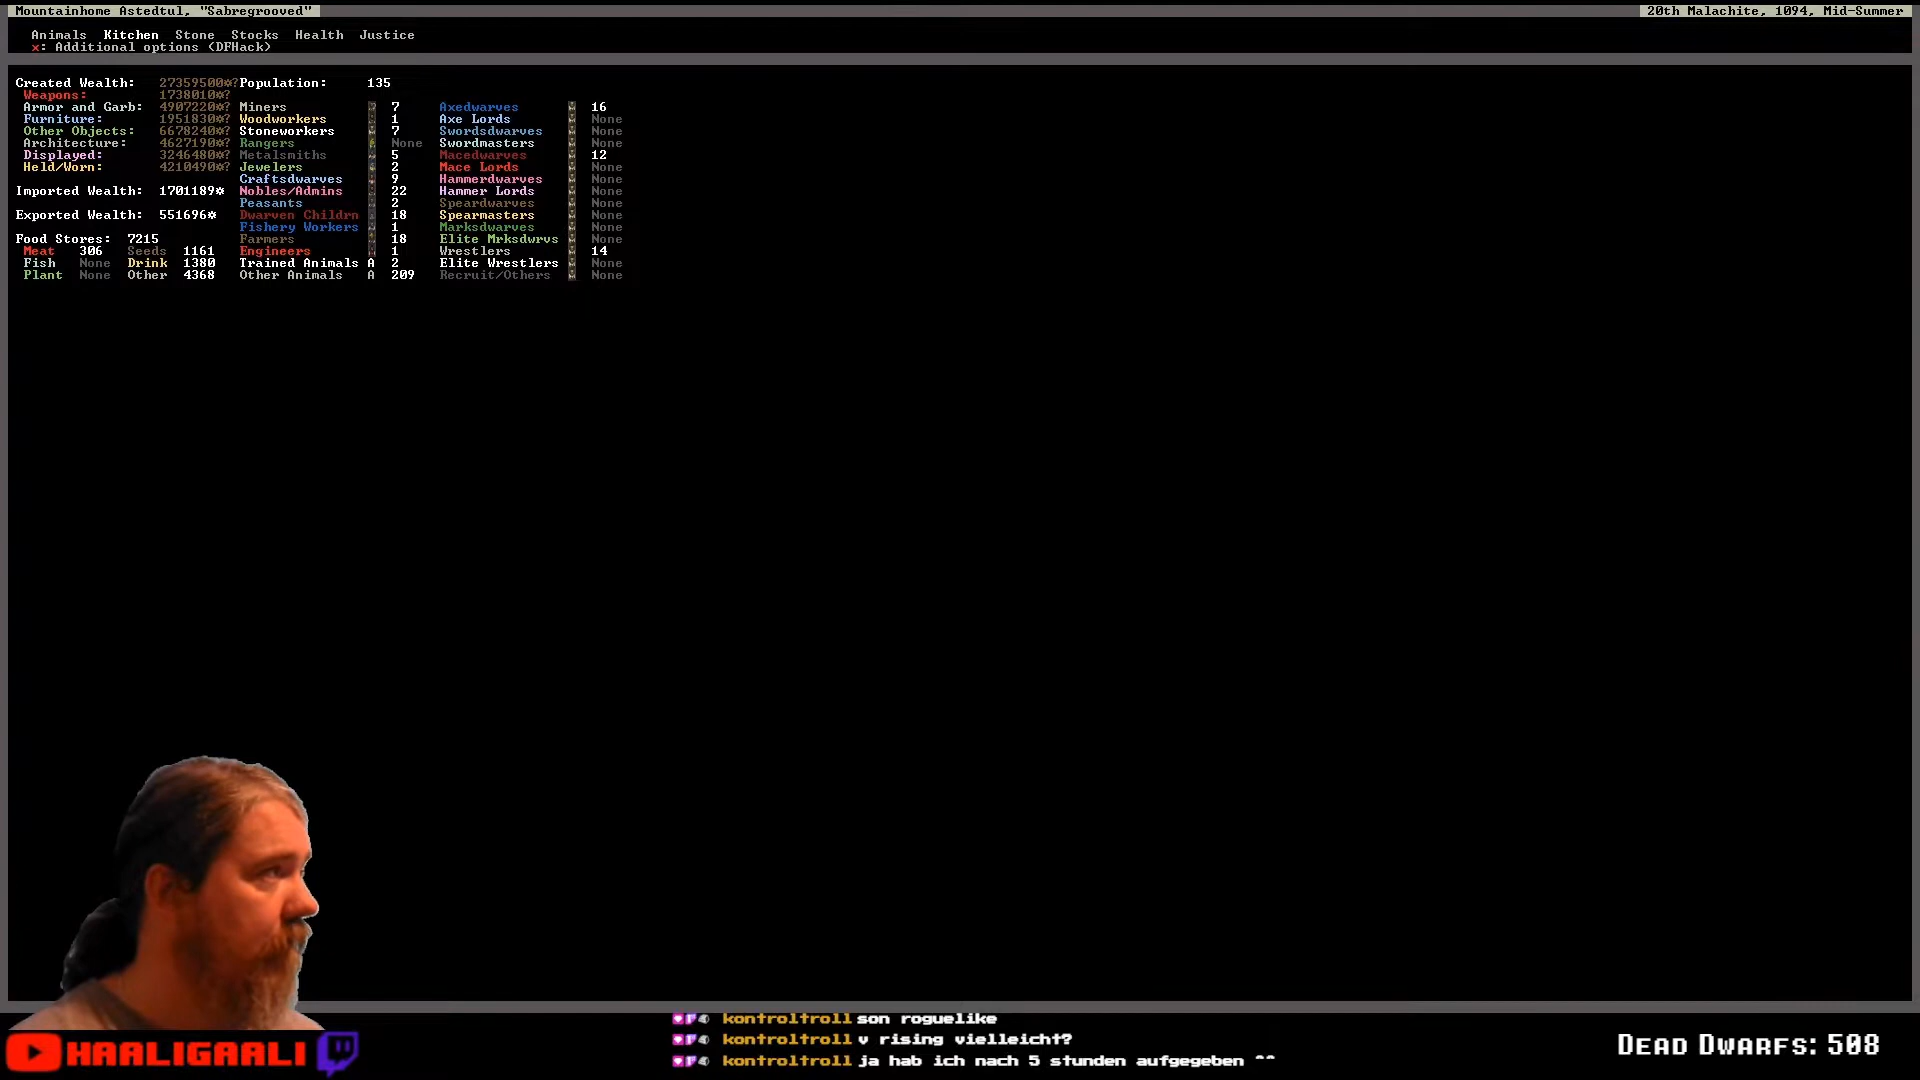 Mountainhome Astedtul, "Sabregrooved" 20th Malachite, 1094, Mid-Summer
Animals Kitchen Stone Stocks Health Justice
x: Additional options (DFHack)
Created Wealth: 27359500☼? Population: 135
Weapons: 1738010☼?
Armor and Garb: 4907220☼? Miners 7 Axedwarves 16
Furniture: 1951830☼? Woodworkers 1 Axe Lords None
Other Objects: 6678240☼? Stoneworkers 7 Swordsdwarves None
Architecture: 4627190☼? Rangers None Swordmasters None
Displayed: 3246480☼? Metalsmiths 5 Macedwarves 12
Held/Worn: 4210490☼? Jewelers 2 Mace Lords None
Craftsdwarves 9 Hammerdwarves None
Imported Wealth: 1701189☼ Nobles/Admins 22 Hammer Lords None
Peasants 2 Speardwarves None
Exported Wealth: 551696☼ Dwarven Childrn 18 Spearmasters None
Fishery Workers 1 Marksdwarves None
Food Stores: 7215 Farmers 18 Elite Mrksdwrvs None
Meat 306 Seeds 1161 Engineers 1 Wrestlers 14
Fish None Drink 1380 Trained Animals A 2 Elite Wrestlers None
Plant None Other 4368 Other Animals A 209 Recruit/Others None
kontroltroll son roguelike
kontroltroll v rising vielleicht?
kontroltroll ja hab ich nach 5 stunden aufgegeben ^^
HAALIGAALI
Dead Dwarfs: 508